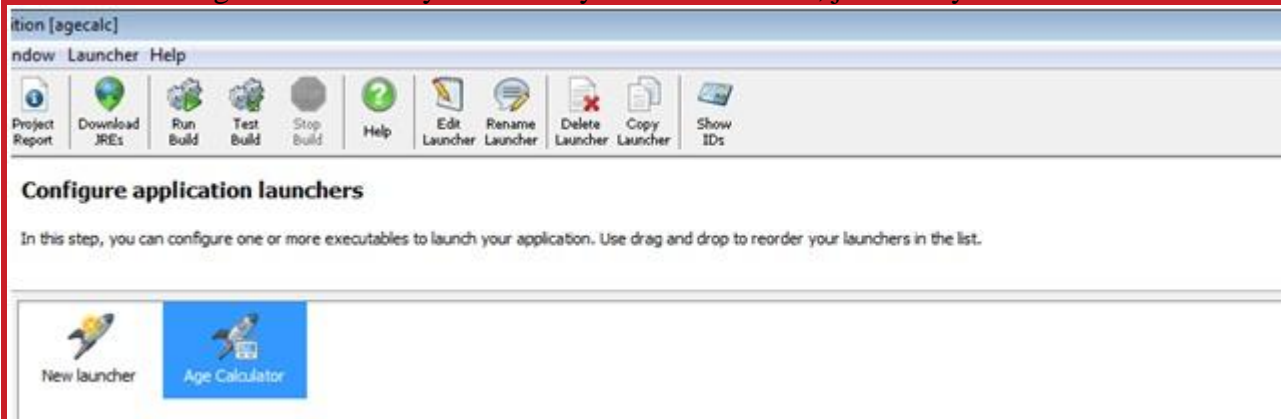 ition [agecalc]
ndow Launcher Help
Project Report
Download JREs
Run Build
Test Build
Stop Build
Help
Edit Launcher
Rename Launcher
Delete Launcher
Copy Launcher
Show IDs
Configure application launchers
In this step, you can configure one or more executables to launch your application. Use drag and drop to reorder your launchers in the list.
New launcher
Age Calculator